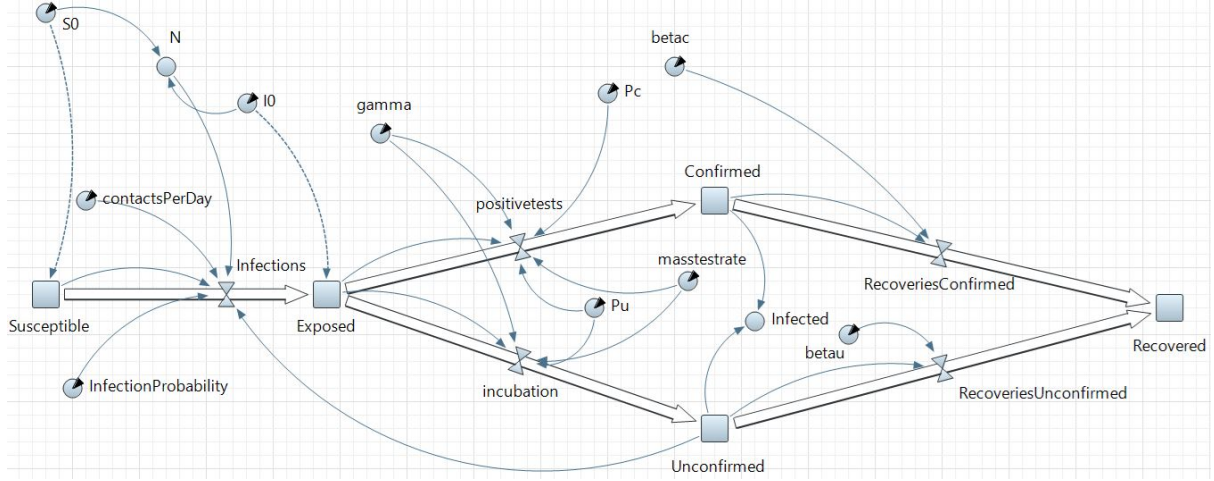 S0
N
betac
Pc
I0
gamma
Confirmed
contactsPerDay
positivetests
masstestrate
Infections
RecoveriesConfirmed
Pu
Infected
Susceptible
Exposed
betau
Recovered
InfectionProbability
incubation
RecoveriesUnconfirmed
Unconfirmed